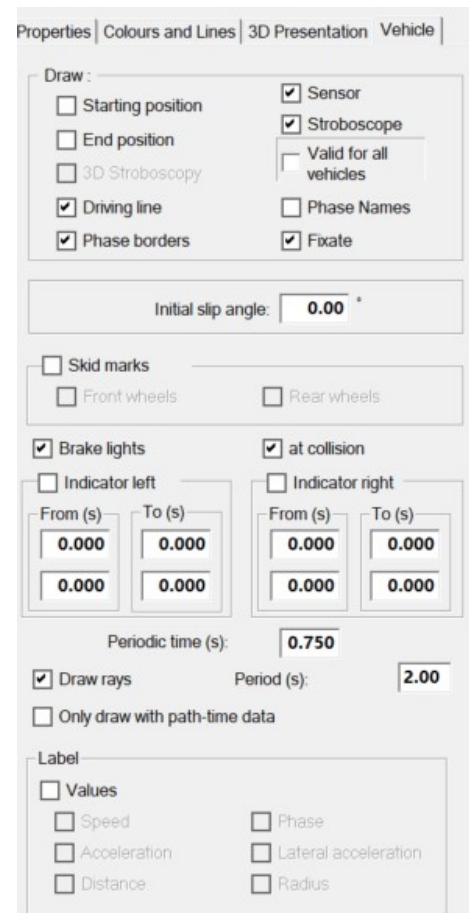 Properties Colours and Lines 3D Presentation Vehicle
Draw :
Starting position
Sensor
End position
Stroboscope
3D Stroboscopy
Valid for all
vehicles
Driving line
Phase Names
Phase borders
Fixate
Initial slip angle: 0.00 °
Skid marks
Front wheels Rear wheels
Brake lights at collision
Indicator left Indicator right
From (s) To (s) From (s) To (s)
0.000 0.000 0.000 0.000
0.000 0.000 0.000 0.000
Periodic time (s): 0.750
Draw rays Period (s): 2.00
Only draw with path-time data
Label
Values
Speed Phase
Acceleration Lateral acceleration
Distance Radius